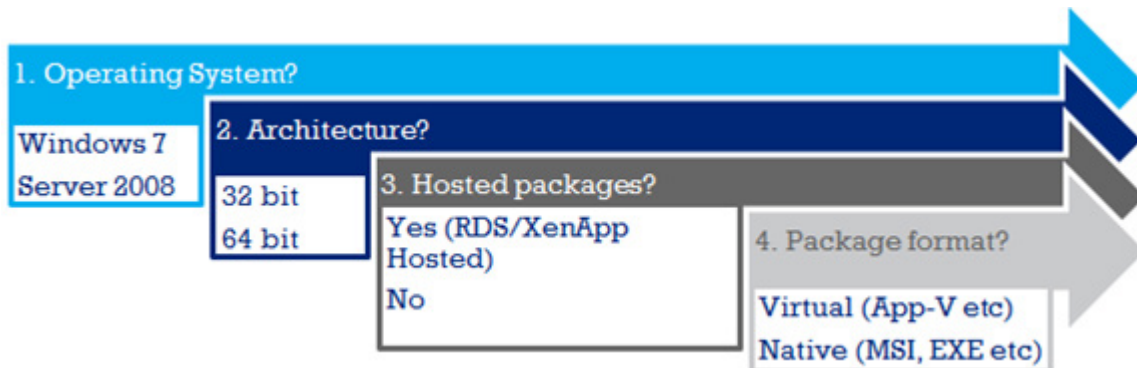 1. Operating System?
Windows 7
Server 2008
2. Architecture?
32 bit
64 bit
3. Hosted packages?
Yes (RDS/XenApp
Hosted)
No
4. Package format?
Virtual (App-V etc)
Native (MSI, EXE etc)